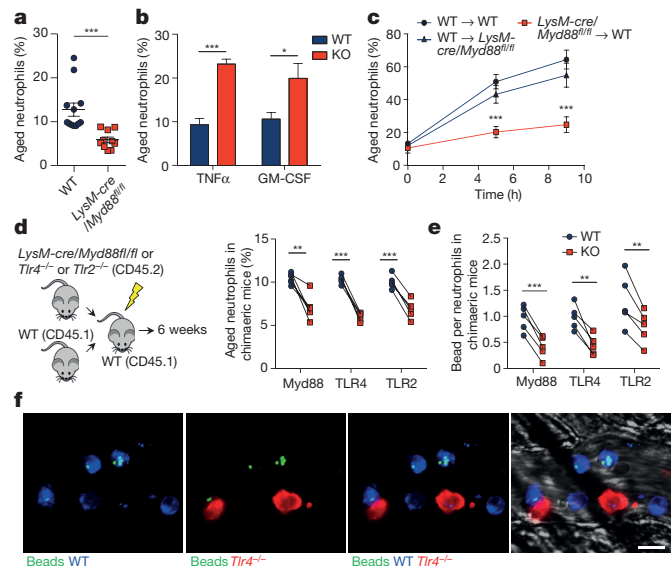 a
Aged neutrophils (%)
30
20
10
0
***
WT
LysM-cre
/Myd88fl/fl
b
WT
KO
Aged neutrophils (%)
30
20
10
0
***
*
TNFα
GM-CSF
c
WT → WT
WT → LysM-
cre/Myd88fl/fl
LysM-cre/
Myd88fl/fl → WT
Aged neutrophils (%)
80
60
40
20
0
***
***
0 2 4 6 8 10
Time (h)
d
LysM-cre/Myd88fl/fl or
Tlr4–/– or Tlr2–/– (CD45.2)
WT (CD45.1)
WT (CD45.1)
6 weeks
Aged neutrophils in
chimaeric mice (%)
15
10
5
0
** *** ***
Myd88 TLR4 TLR2
e
WT
KO
Bead per neutrophils in
chimaeric mice
2.5
2.0
1.5
1.0
0.5
0
*** ** **
Myd88 TLR4 TLR2
f
Beads WT
Beads Tlr4–/–
Beads WT Tlr4–/–